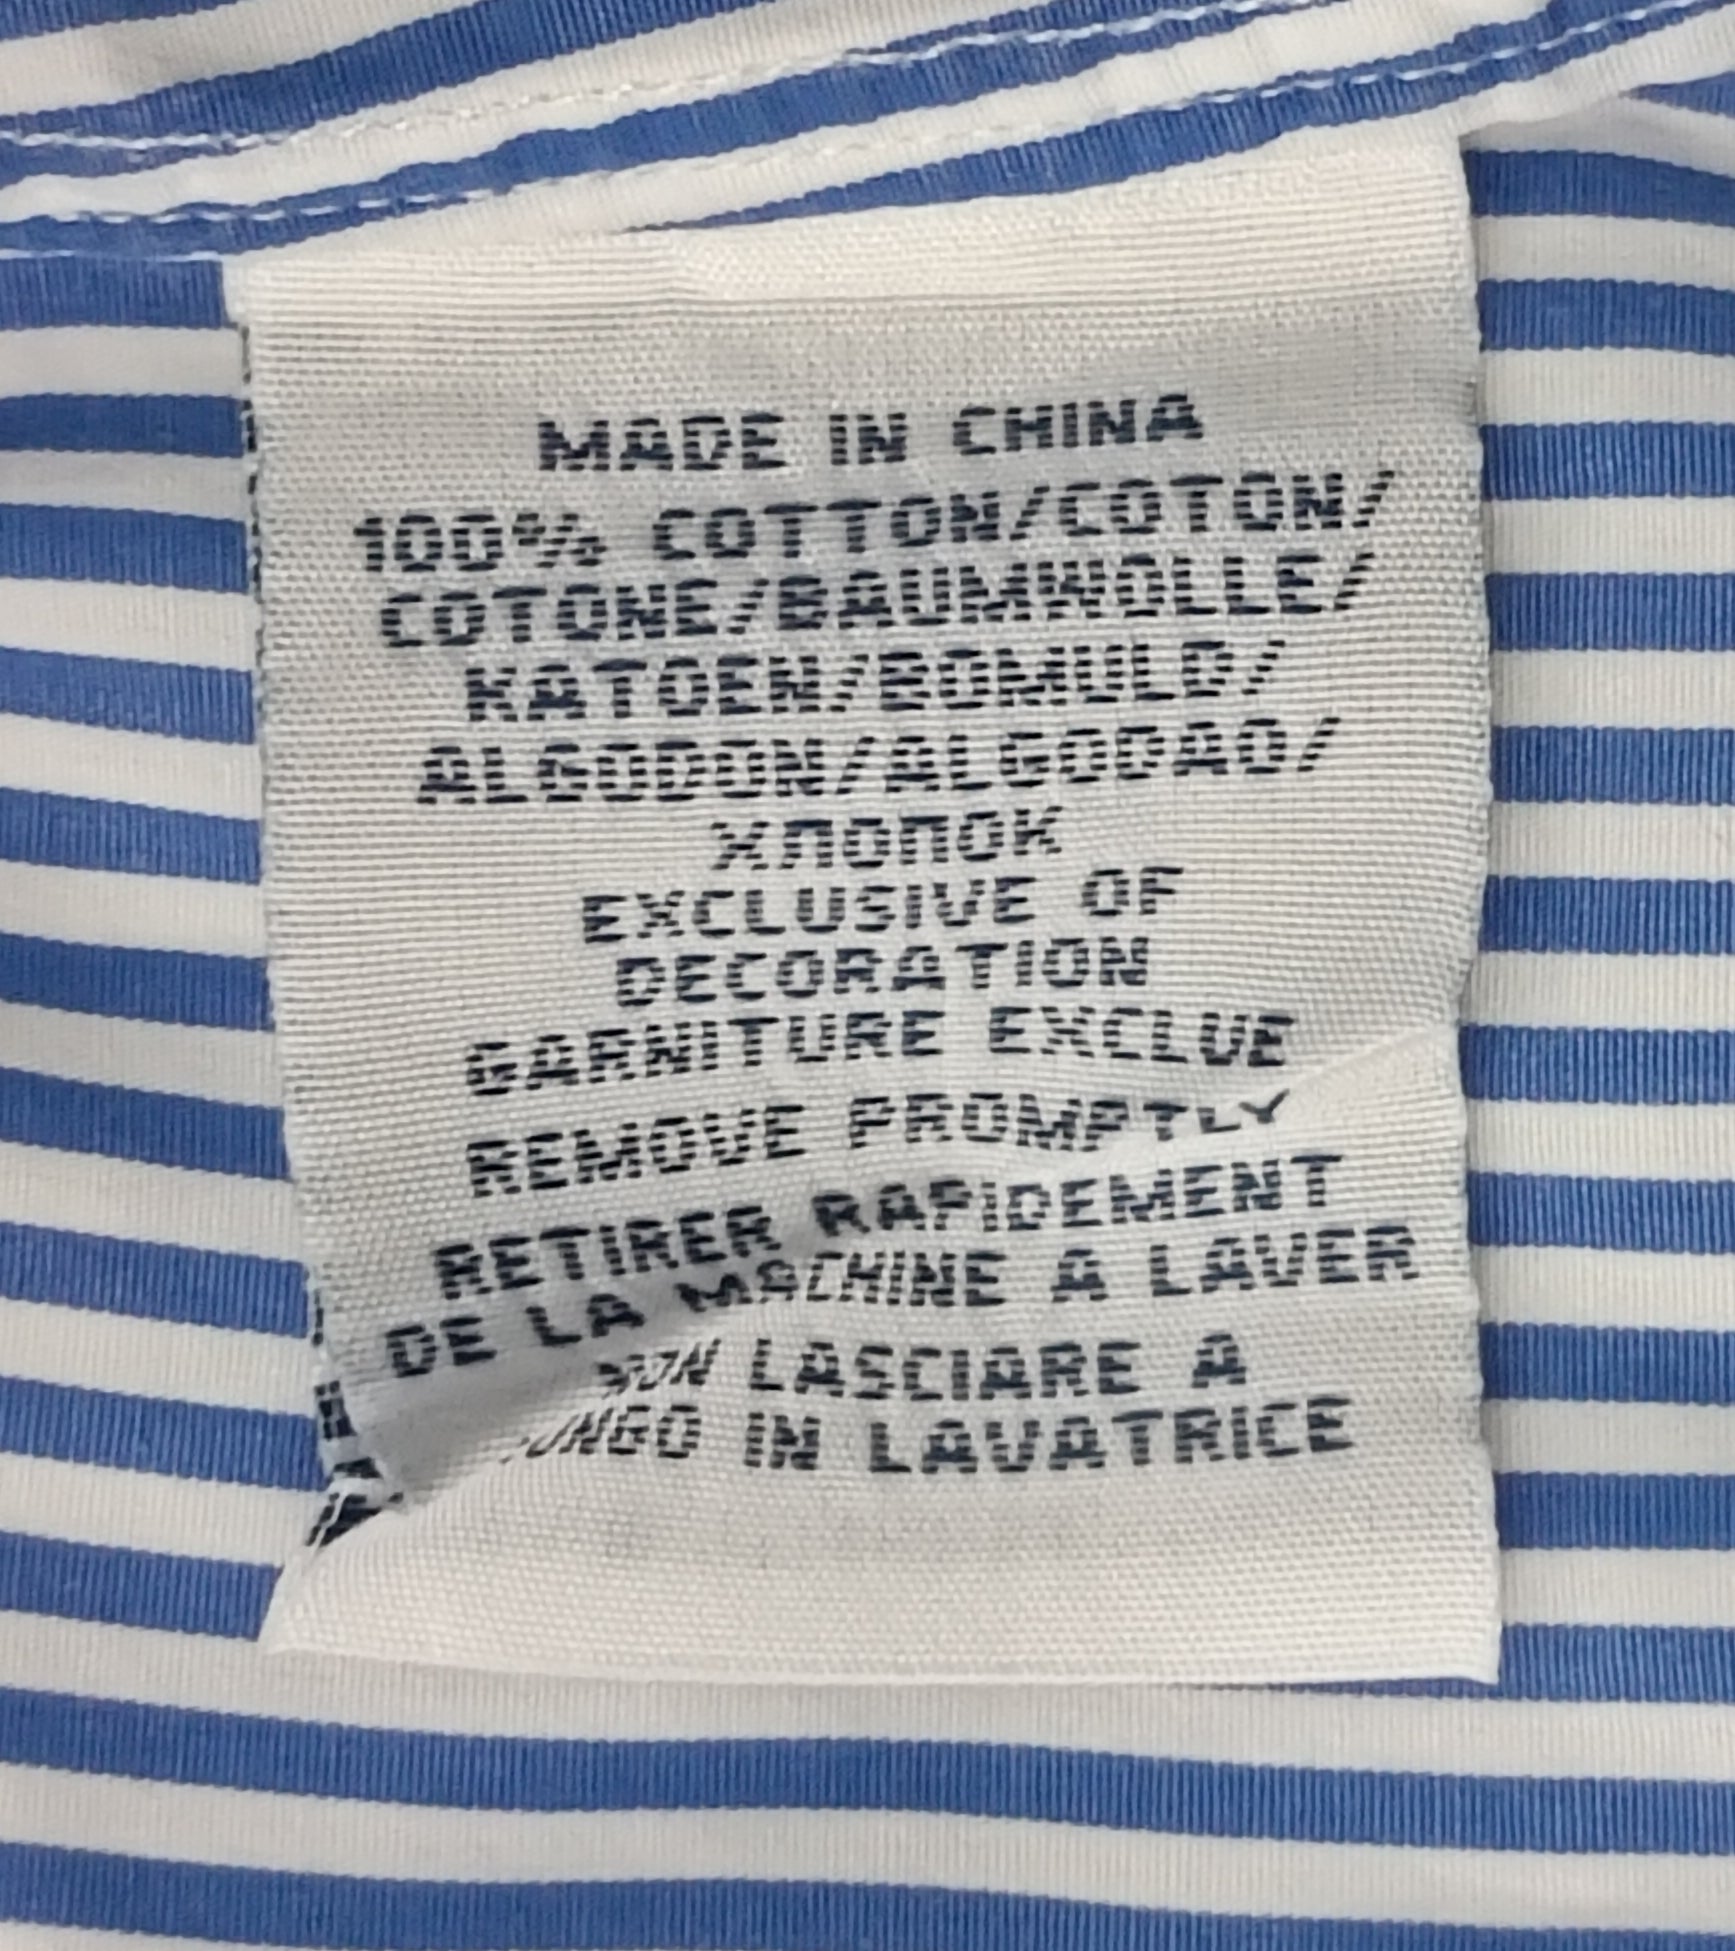 MADE IN CHINA
100% COTTON/COTON/
COTONE/BAUMWOLLE/
KATOEN/BOMULD/
ALGODON/ALGODAO/
ХЛОПОК
EXCLUSIVE OF
DECORATION
GARNITURE EXCLUE
REMOVE PROMPTLY
RETIRER RAPIDEMENT
DE LA MACHINE A LAVER
NON LASCIARE A
IN LAVATRICE